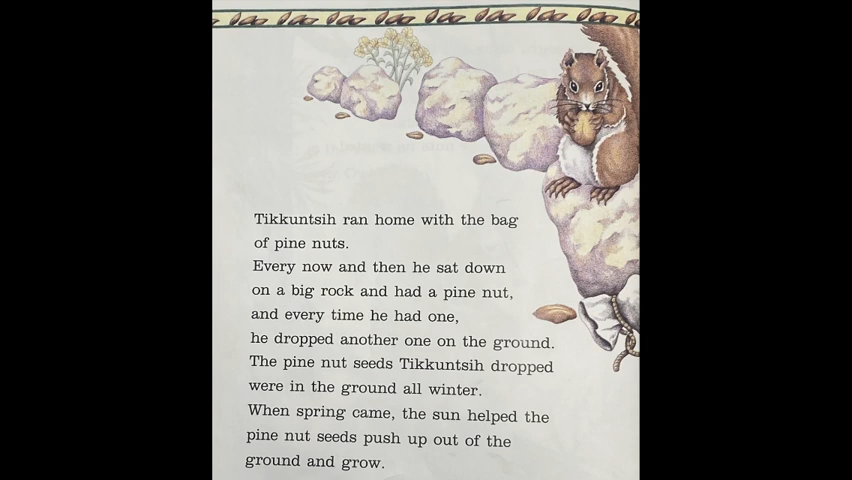 Tikkuntsih ran home with the bag
of pine nuts.
Every now and then he sat down
on a big rock and had a pine nut,
and every time he had one,
he dropped another one on the ground.
The pine nut seeds Tikkuntsih dropped
were in the ground all winter.
When spring came, the sun helped the
pine nut seeds push up out of the
ground and grow.